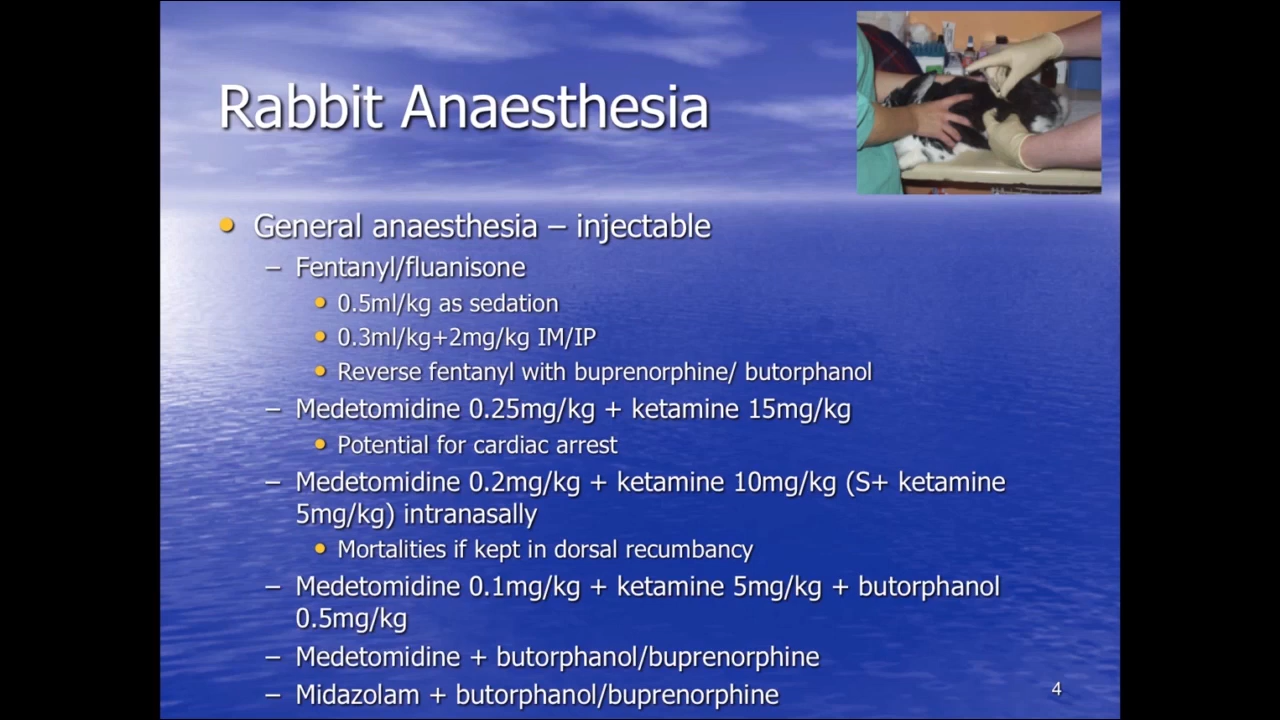 Rabbit Anaesthesia
• General anaesthesia – injectable
– Fentanyl/fluanisone
• 0.5ml/kg as sedation
• 0.3ml/kg+2mg/kg IM/IP
• Reverse fentanyl with buprenorphine/ butorphanol
– Medetomidine 0.25mg/kg + ketamine 15mg/kg
• Potential for cardiac arrest
– Medetomidine 0.2mg/kg + ketamine 10mg/kg (S+ ketamine
5mg/kg) intranasally
• Mortalities if kept in dorsal recumbancy
– Medetomidine 0.1mg/kg + ketamine 5mg/kg + butorphanol
0.5mg/kg
– Medetomidine + butorphanol/buprenorphine
– Midazolam + butorphanol/buprenorphine
4